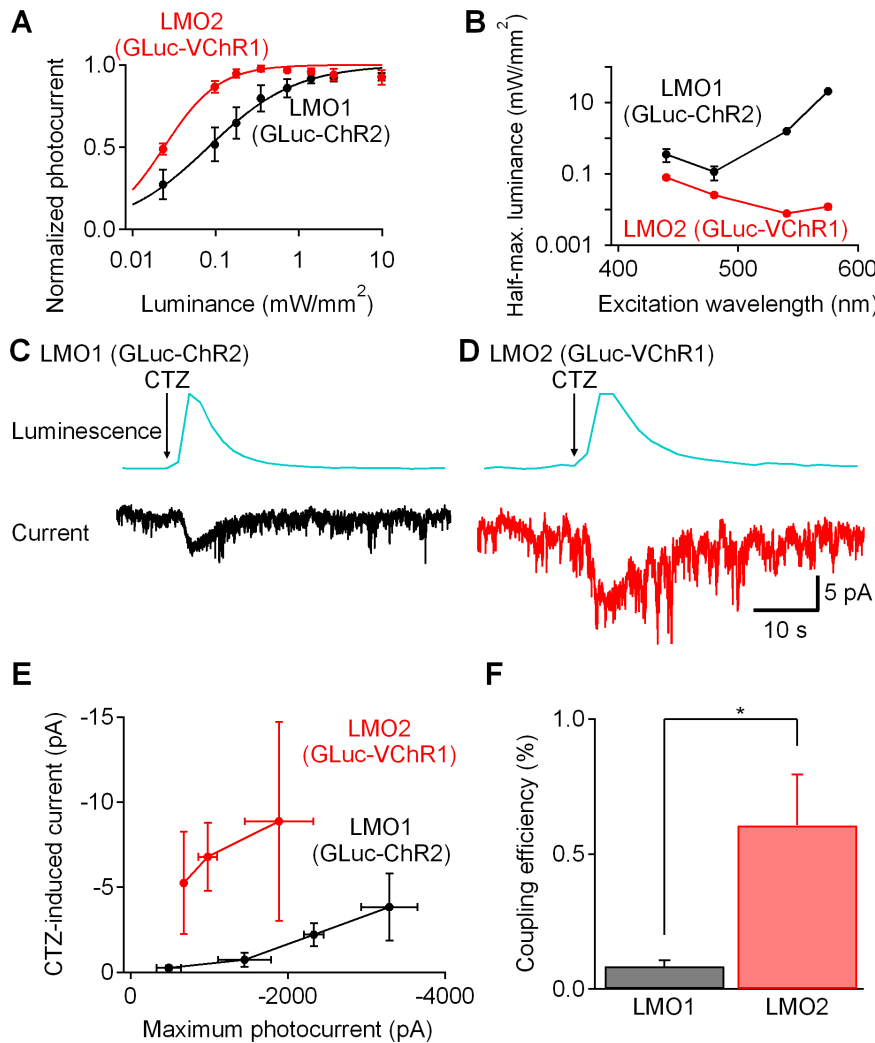 A
LMO2
(GLuc-VChR1)
LMO1
(GLuc-ChR2)
Normalized photocurrent
1.0
0.5
0.0
0.01
0.1
1
10
Luminance (mW/mm²)
B
LMO1
(GLuc-ChR2)
LMO2 (GLuc-VChR1)
Half-max. luminance (mW/mm²)
10
0.1
0.001
400
500
600
Excitation wavelength (nm)
C
LMO1 (GLuc-ChR2)
CTZ
Luminescence
Current
D
LMO2 (GLuc-VChR1)
CTZ
5 pA
10 s
E
CTZ-induced current (pA)
-15
-10
-5
0
LMO2
(GLuc-VChR1)
LMO1
(GLuc-ChR2)
0
-2000
-4000
Maximum photocurrent (pA)
F
Coupling efficiency (%)
1.0
0.5
0.0
*
LMO1
LMO2